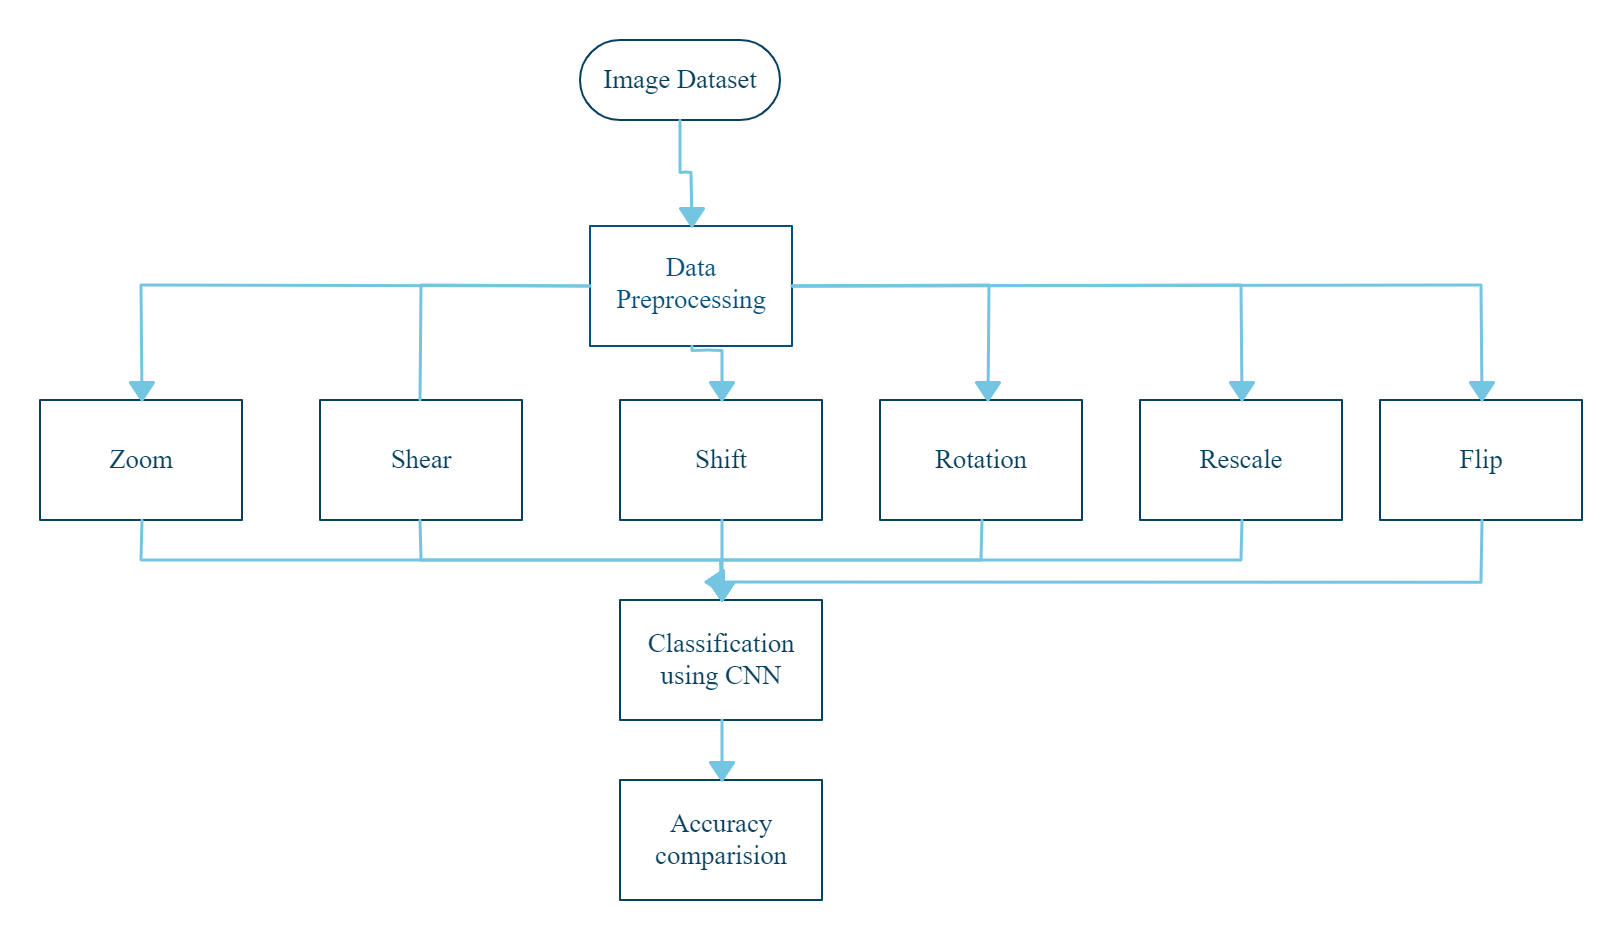 Image Dataset
Data
Preprocessing
Zoom
Shear
Shift
Rotation
Rescale
Flip
Classification
using CNN
Accuracy
comparision